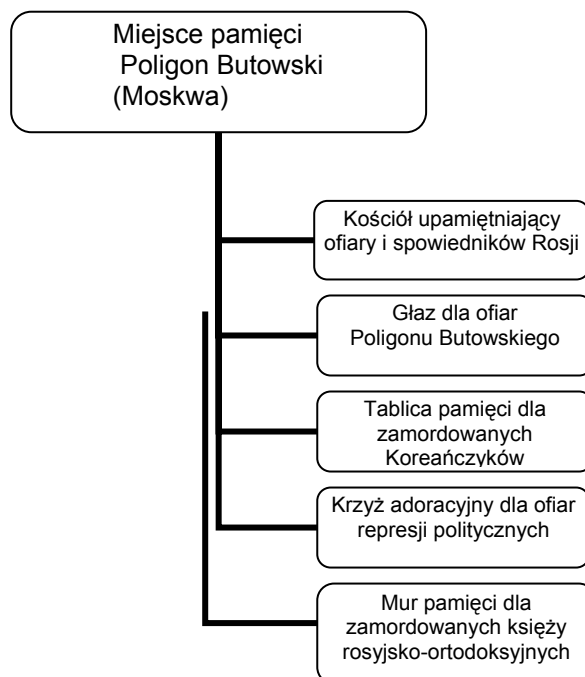 Miejsce pamięci
Poligon Butowski
(Moskwa)
Kościół upamiętniający
ofiary i spowiedników Rosji
Głaz dla ofiar
Poligonu Butowskiego
Tablica pamięci dla
zamordowanych
Koreańczyków
Krzyż adoracyjny dla ofiar
represji politycznych
Mur pamięci dla
zamordowanych księży
rosyjsko-ortodoksyjnych